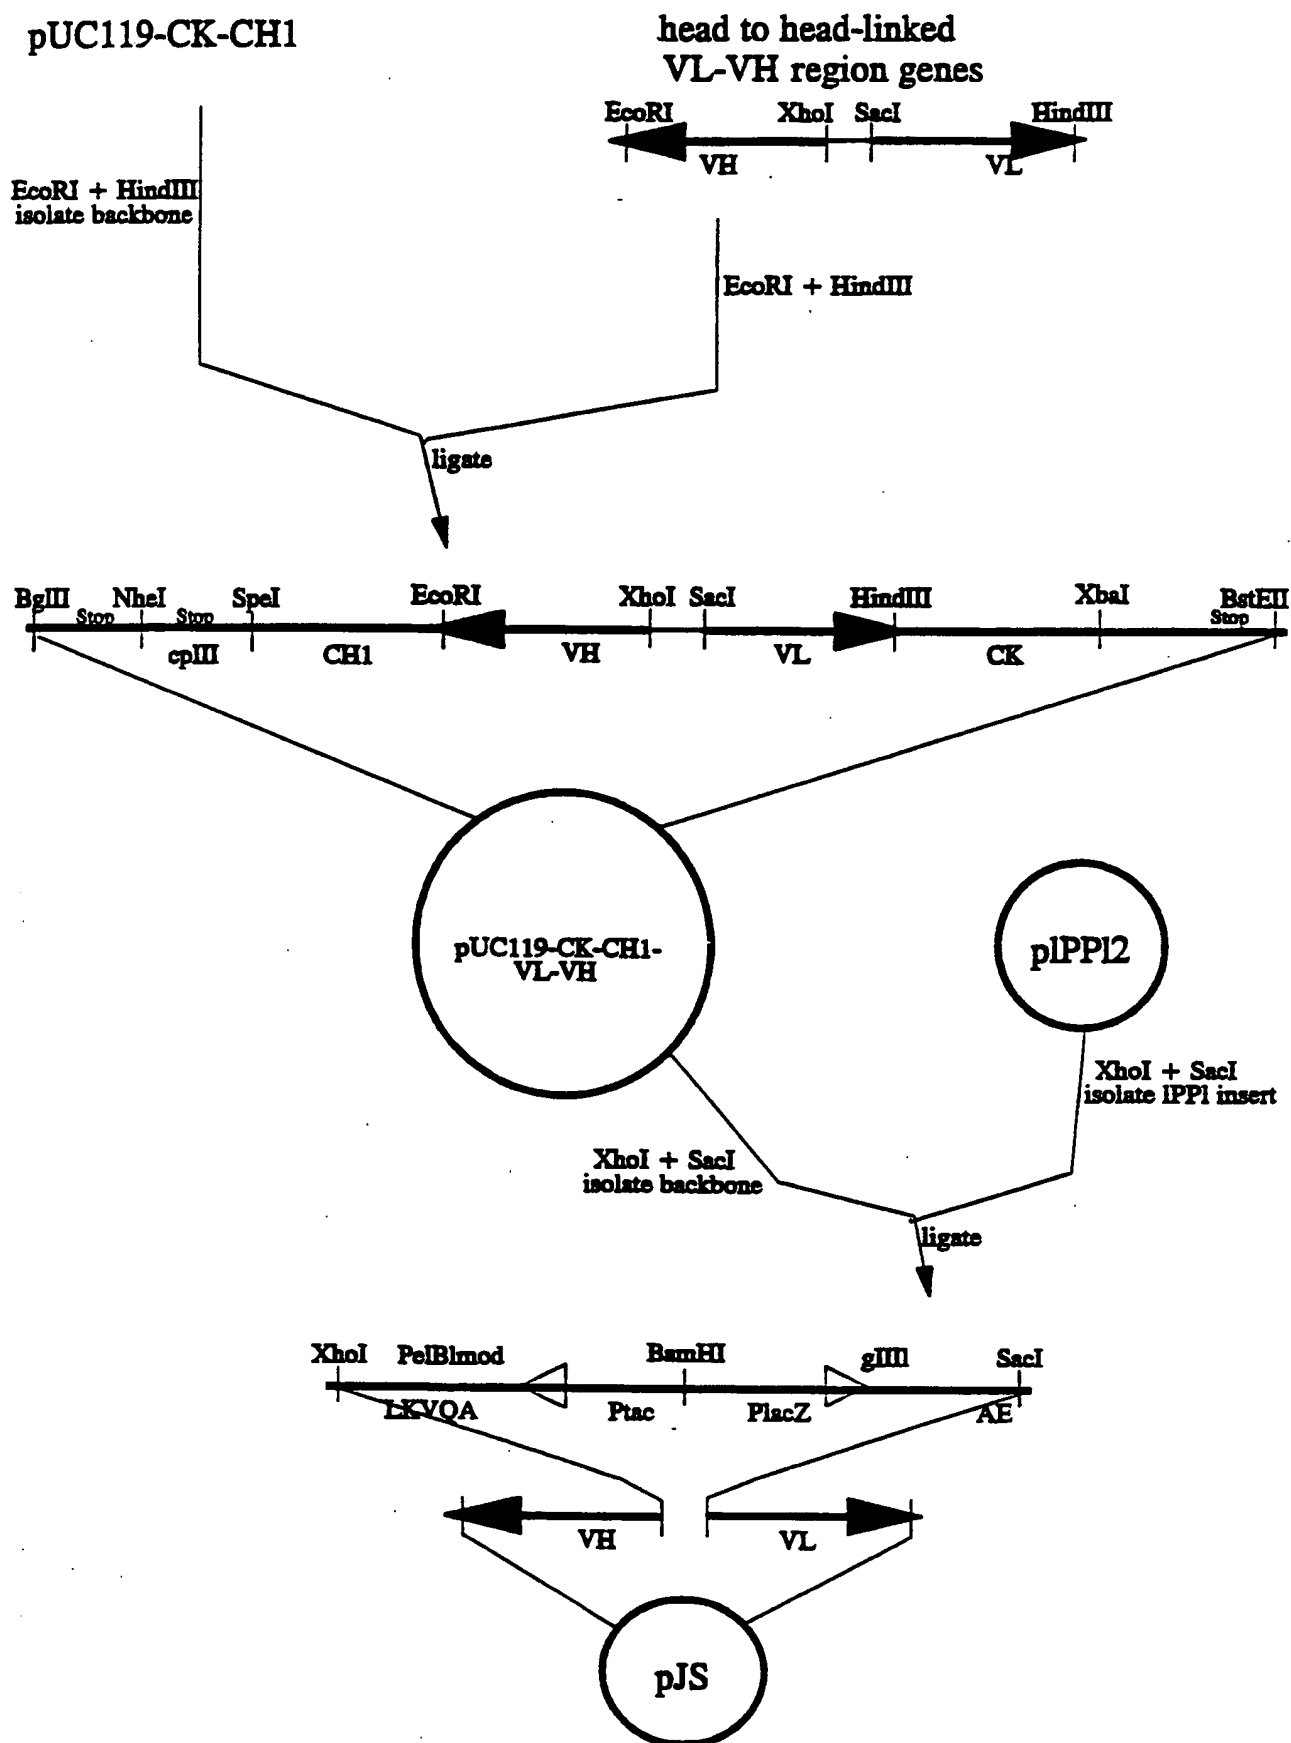 pUC119-CK-CH1
head to head-linked
VL-VH region genes
EcoRI XhoI SacI HindIII
VH VL
EcoRI + HindIII
isolate backbone
EcoRI + HindIII
ligate
BglII NheI SpeI EcoRI XhoI SacI HindIII XbaI BstEII
Stop Stop Stop
cpIII CH1 VH VL CK
pUC119-CK-CH1-
VL-VH
plPPl2
XhoI + SacI
isolate lPPl insert
XhoI + SacI
isolate backbone
ligate
XhoI PelBlmod BamHI gIIIl SacI
LKVQA Ptac PlacZ AE
VH VL
pJS